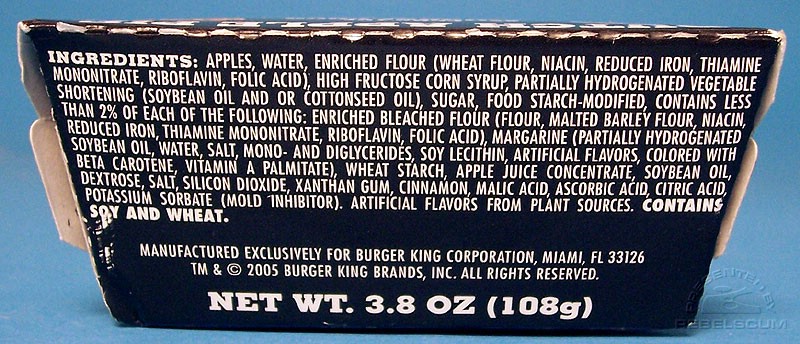 INGREDIENTS: APPLES, WATER, ENRICHED FLOUR (WHEAT FLOUR, NIACIN, REDUCED IRON, THIAMINE
MONONITRATE, RIBOFLAVIN, FOLIC ACID), HIGH FRUCTOSE CORN SYRUP, PARTIALLY HYDROGENATED VEGETABLE
SHORTENING (SOYBEAN OIL AND OR COTTONSEED OIL), SUGAR, FOOD STARCH-MODIFIED, CONTAINS LESS
THAN 2% OF EACH OF THE FOLLOWING: ENRICHED BLEACHED FLOUR (FLOUR, MALTED BARLEY FLOUR, NIACIN,
REDUCED IRON, THIAMINE MONONITRATE, RIBOFLAVIN, FOLIC ACID), MARGARINE (PARTIALLY HYDROGENATED
SOYBEAN OIL, WATER, SALT, MONO- AND DIGLYCERIDES, SOY LECITHIN, ARTIFICIAL FLAVORS, COLORED WITH
BETA CAROTENE, VITAMIN A PALMITATE), WHEAT STARCH, APPLE JUICE CONCENTRATE, SOYBEAN OIL,
DEXTROSE, SALT, SILICON DIOXIDE, XANTHAN GUM, CINNAMON, MALIC ACID, ASCORBIC ACID, CITRIC ACID,
POTASSIUM SORBATE (MOLD INHIBITOR). ARTIFICIAL FLAVORS FROM PLANT SOURCES. CONTAINS
SOY AND WHEAT.
MANUFACTURED EXCLUSIVELY FOR BURGER KING CORPORATION, MIAMI, FL 33126
TM & © 2005 BURGER KING BRANDS, INC. ALL RIGHTS RESERVED.
NET WT. 3.8 OZ (108g)
PRESENTED BY
REBELSCUM